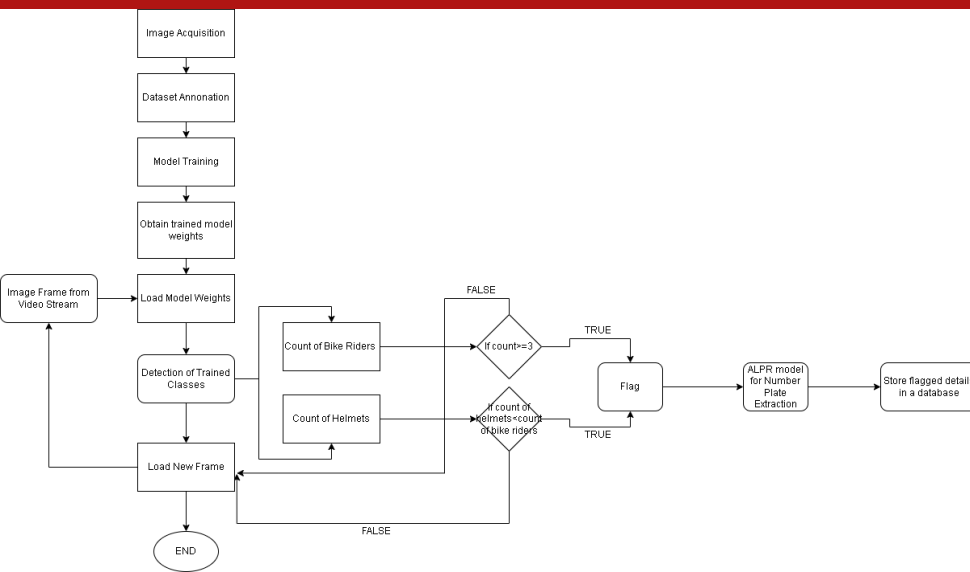 Image Acquisition
Dataset Annonation
Model Training
Obtain trained model
weights
Image Frame from
Video Stream
Load Model Weights
FALSE
TRUE
Count of Bike Riders
If count>=3
Detection of Trained
Classes
Flag
ALPR model
for Number
Plate
Extraction
Store flagged detail
in a database
Count of Helmets
If count of
helmets<count
of bike riders
TRUE
Load New Frame
FALSE
END